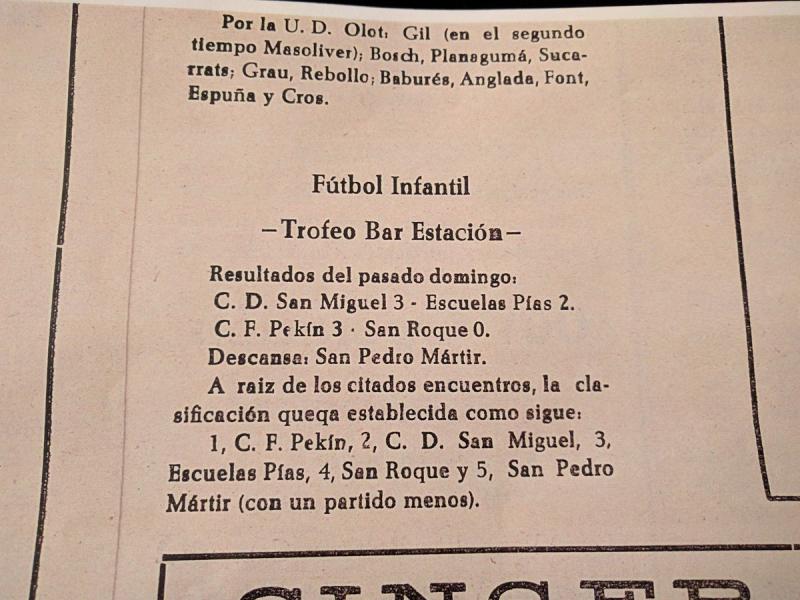 Por la U. D. Olot: Gil (en el segundo
tiempo Masoliver); Bosch, Planagumá, Suca-
rrats; Grau, Rebollo; Baburés, Anglada, Font,
Espuña y Cros.
Fútbol Infantil
—Trofeo Bar Estación—
Resultados del pasado domingo:
C. D. San Miguel 3 - Escuelas Pías 2.
C. F. Pekín 3 · San Roque 0.
Descansa: San Pedro Mártir.
A raiz de los citados encuentros, la cla-
sificación queqa establecida como sigue:
1, C. F. Pekín, 2, C. D. San Miguel, 3,
Escuelas Pías, 4, San Roque y 5, San Pedro
Mártir (con un partido menos).
SINGER